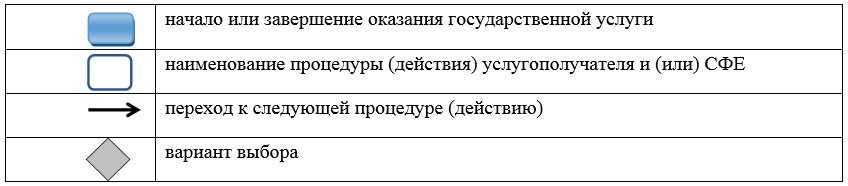 начало или завершение оказания государственной услуги
наименование процедуры (действия) услугополучателя и (или) СФЕ
переход к следующей процедуре (действию)
вариант выбора